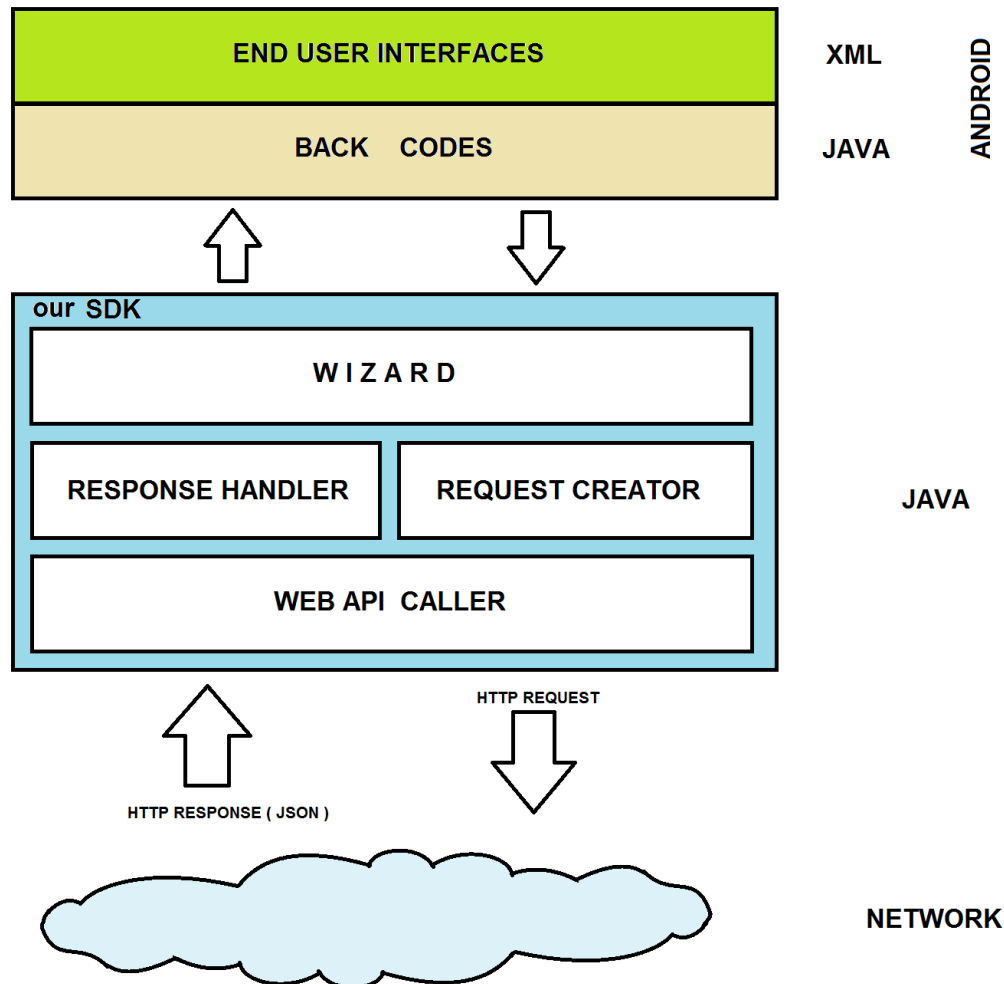 END USER INTERFACES
XML
ANDROID
BACK CODES
JAVA
our SDK
WIZARD
RESPONSE HANDLER
REQUEST CREATOR
JAVA
WEB API CALLER
HTTP REQUEST
HTTP RESPONSE ( JSON )
NETWORK